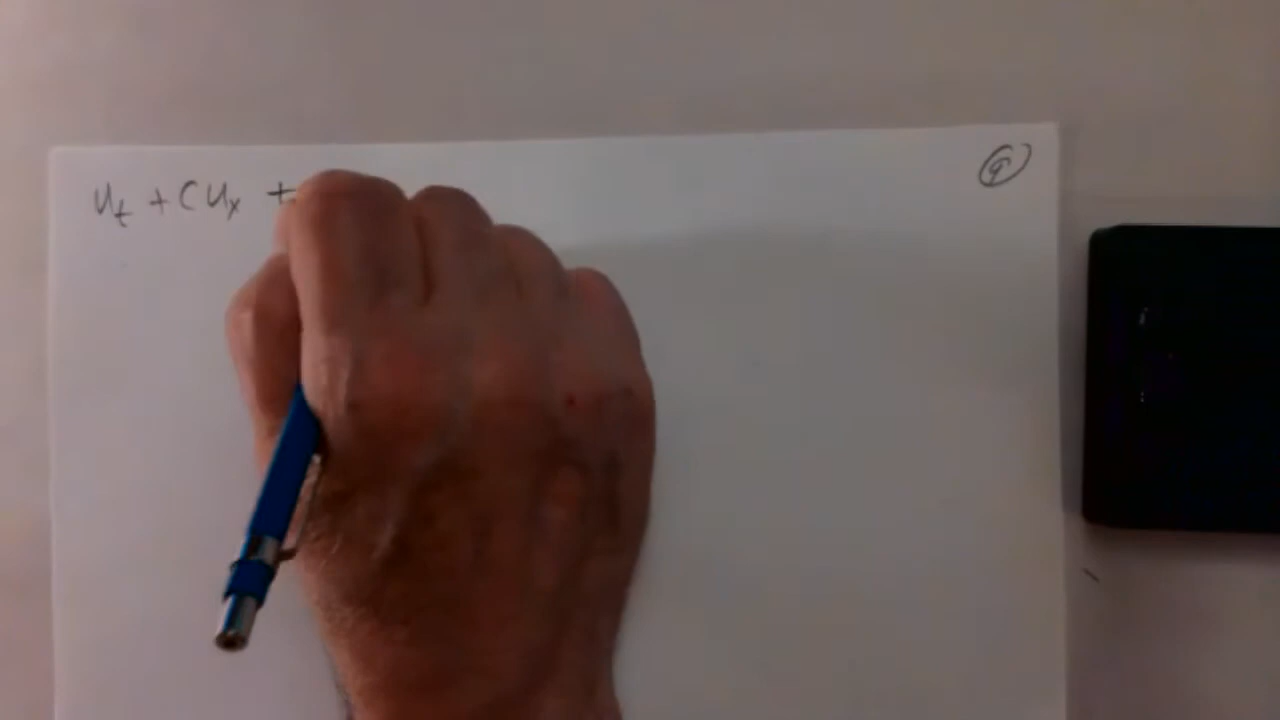 u_t + c u_x +
9